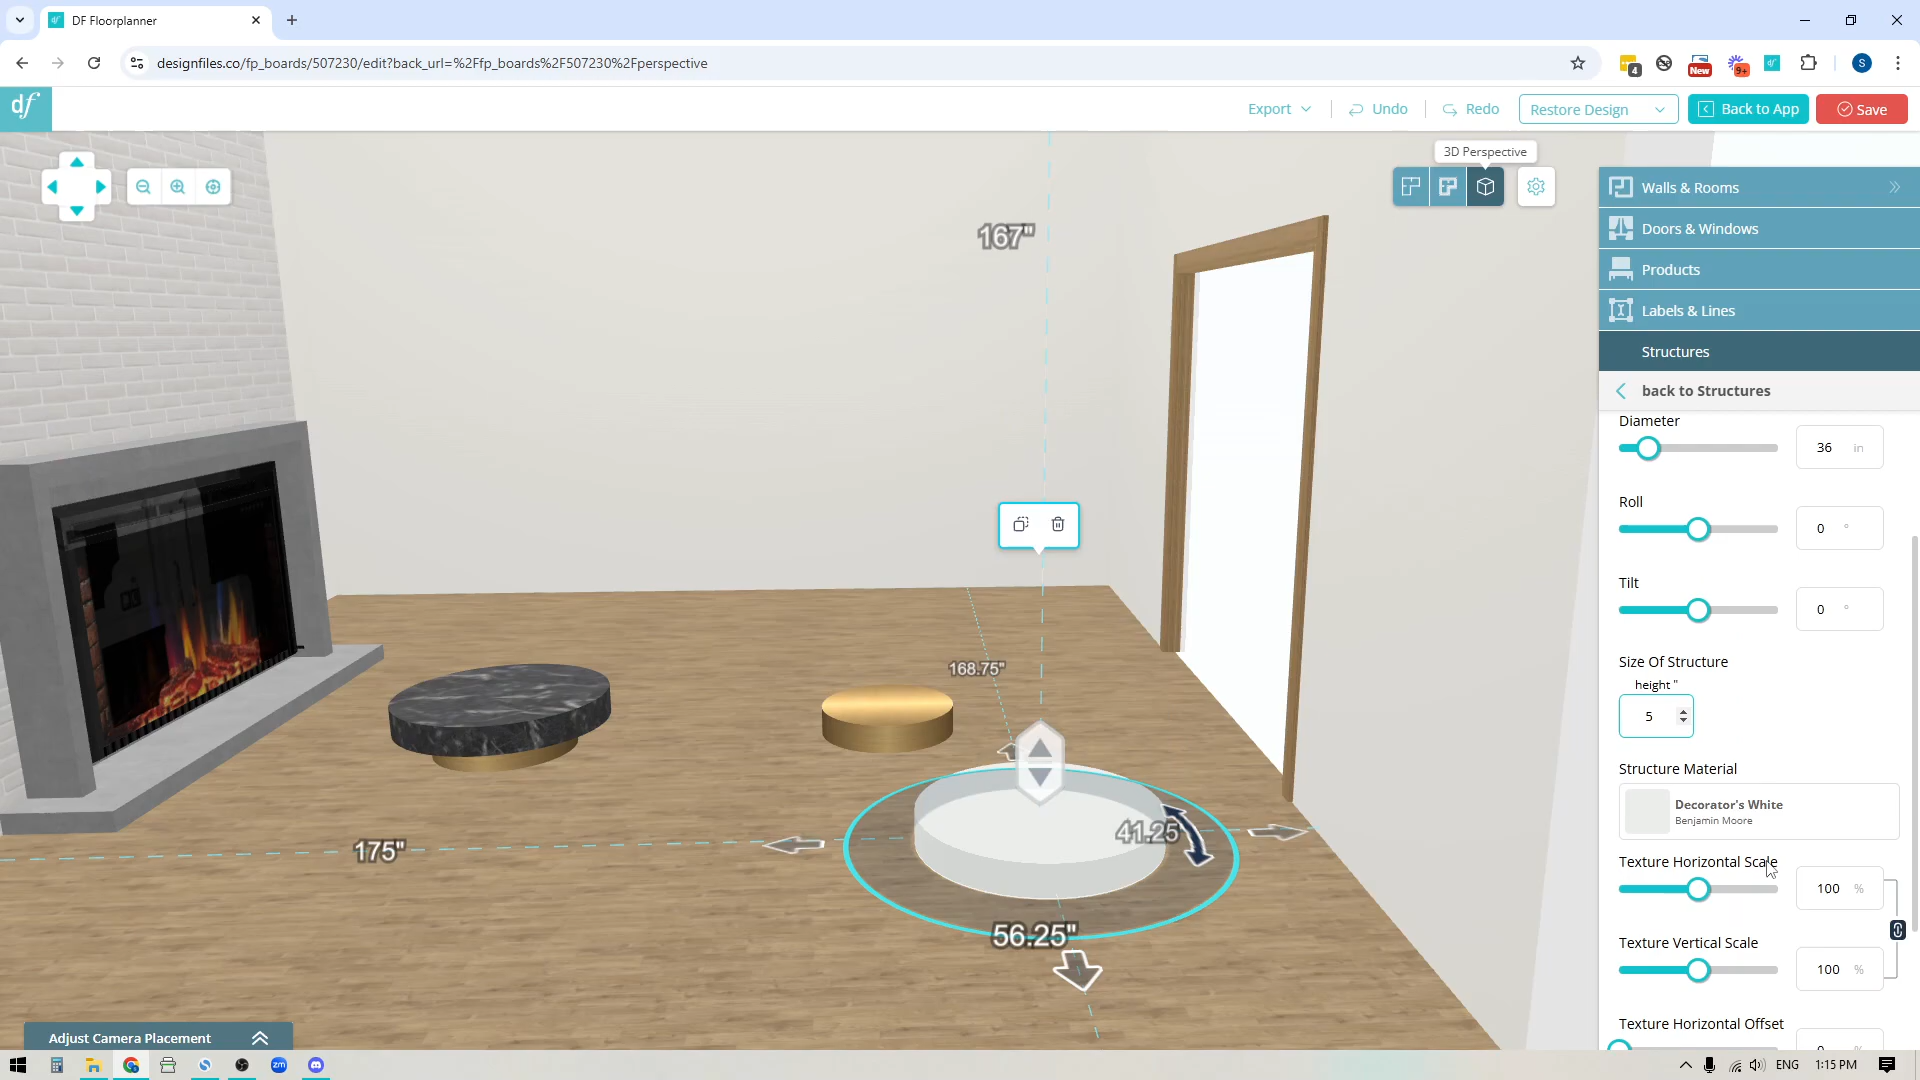 DF Floorplanner
designfiles.co/fp_boards/507230/edit?back_url=%2Ffp_boards%2F507230%2Fperspective
4
New
9+
S
df
Export
Undo
Redo
Restore Design
Back to App
Save
3D Perspective
Walls & Rooms
Doors & Windows
Products
Labels & Lines
Structures
back to Structures
Diameter
36 in
Roll
0 °
Tilt
0 °
Size Of Structure
height "
5
Structure Material
Decorator's White
Benjamin Moore
Texture Horizontal Scale
100 %
Texture Vertical Scale
100 %
Texture Horizontal Offset
167"
168.75"
41.25
175"
56.25"
Adjust Camera Placement
zm
ENG
1:15 PM